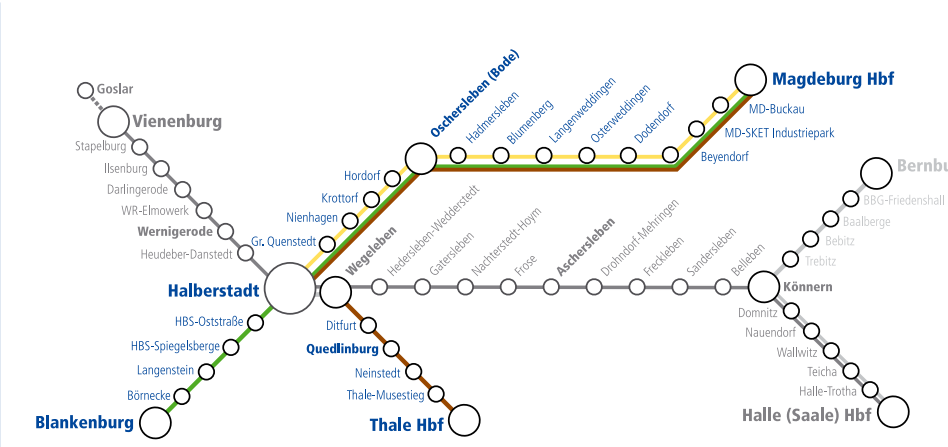 Goslar
Vienenburg
Stapelburg
Ilsenburg
Darlingerode
WR-Elmowerk
Wernigerode
Heudeber-Danstedt
Halberstadt
HBS-Oststraße
HBS-Spiegelsberge
Langenstein
Börnecke
Blankenburg
Gr. Quenstedt
Nienhagen
Krottorf
Hordorf
Oschersleben (Bode)
Hadmersleben
Blumenberg
Langenweddingen
Osterweddingen
Dodendorf
Beyendorf
MD-SKET Industriepark
MD-Buckau
Magdeburg Hbf
Wegeleben
Hedersleben-Wedderstedt
Gatersleben
Nachterstedt-Hoym
Frose
Aschersleben
Drohndorf-Mehringen
Freckleben
Sandersleben
Belleben
Könnern
Ditfurt
Quedlinburg
Neinstedt
Thale-Musestieg
Thale Hbf
Bernbu
BBG-Friedenshall
Baalberge
Bebitz
Trebitz
Domnitz
Nauendorf
Wallwitz
Teicha
Halle-Trotha
Halle (Saale) Hbf